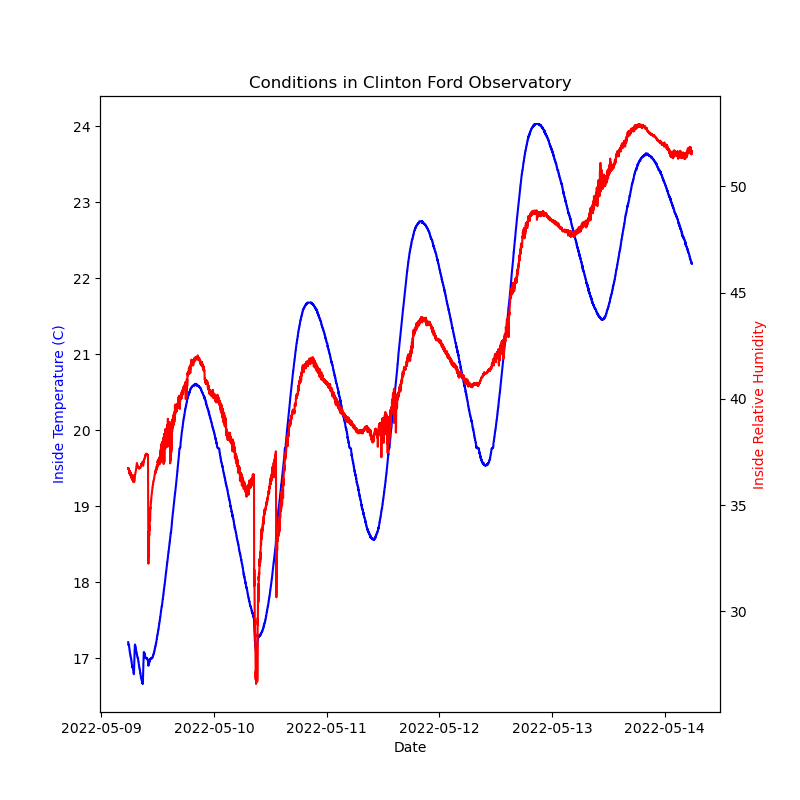 Conditions in Clinton Ford Observatory
24
23
22
21
20
19
18
17
Inside Temperature (C)
50
45
40
35
30
Inside Relative Humidity
2022-05-09 2022-05-10 2022-05-11 2022-05-12 2022-05-13 2022-05-14
Date